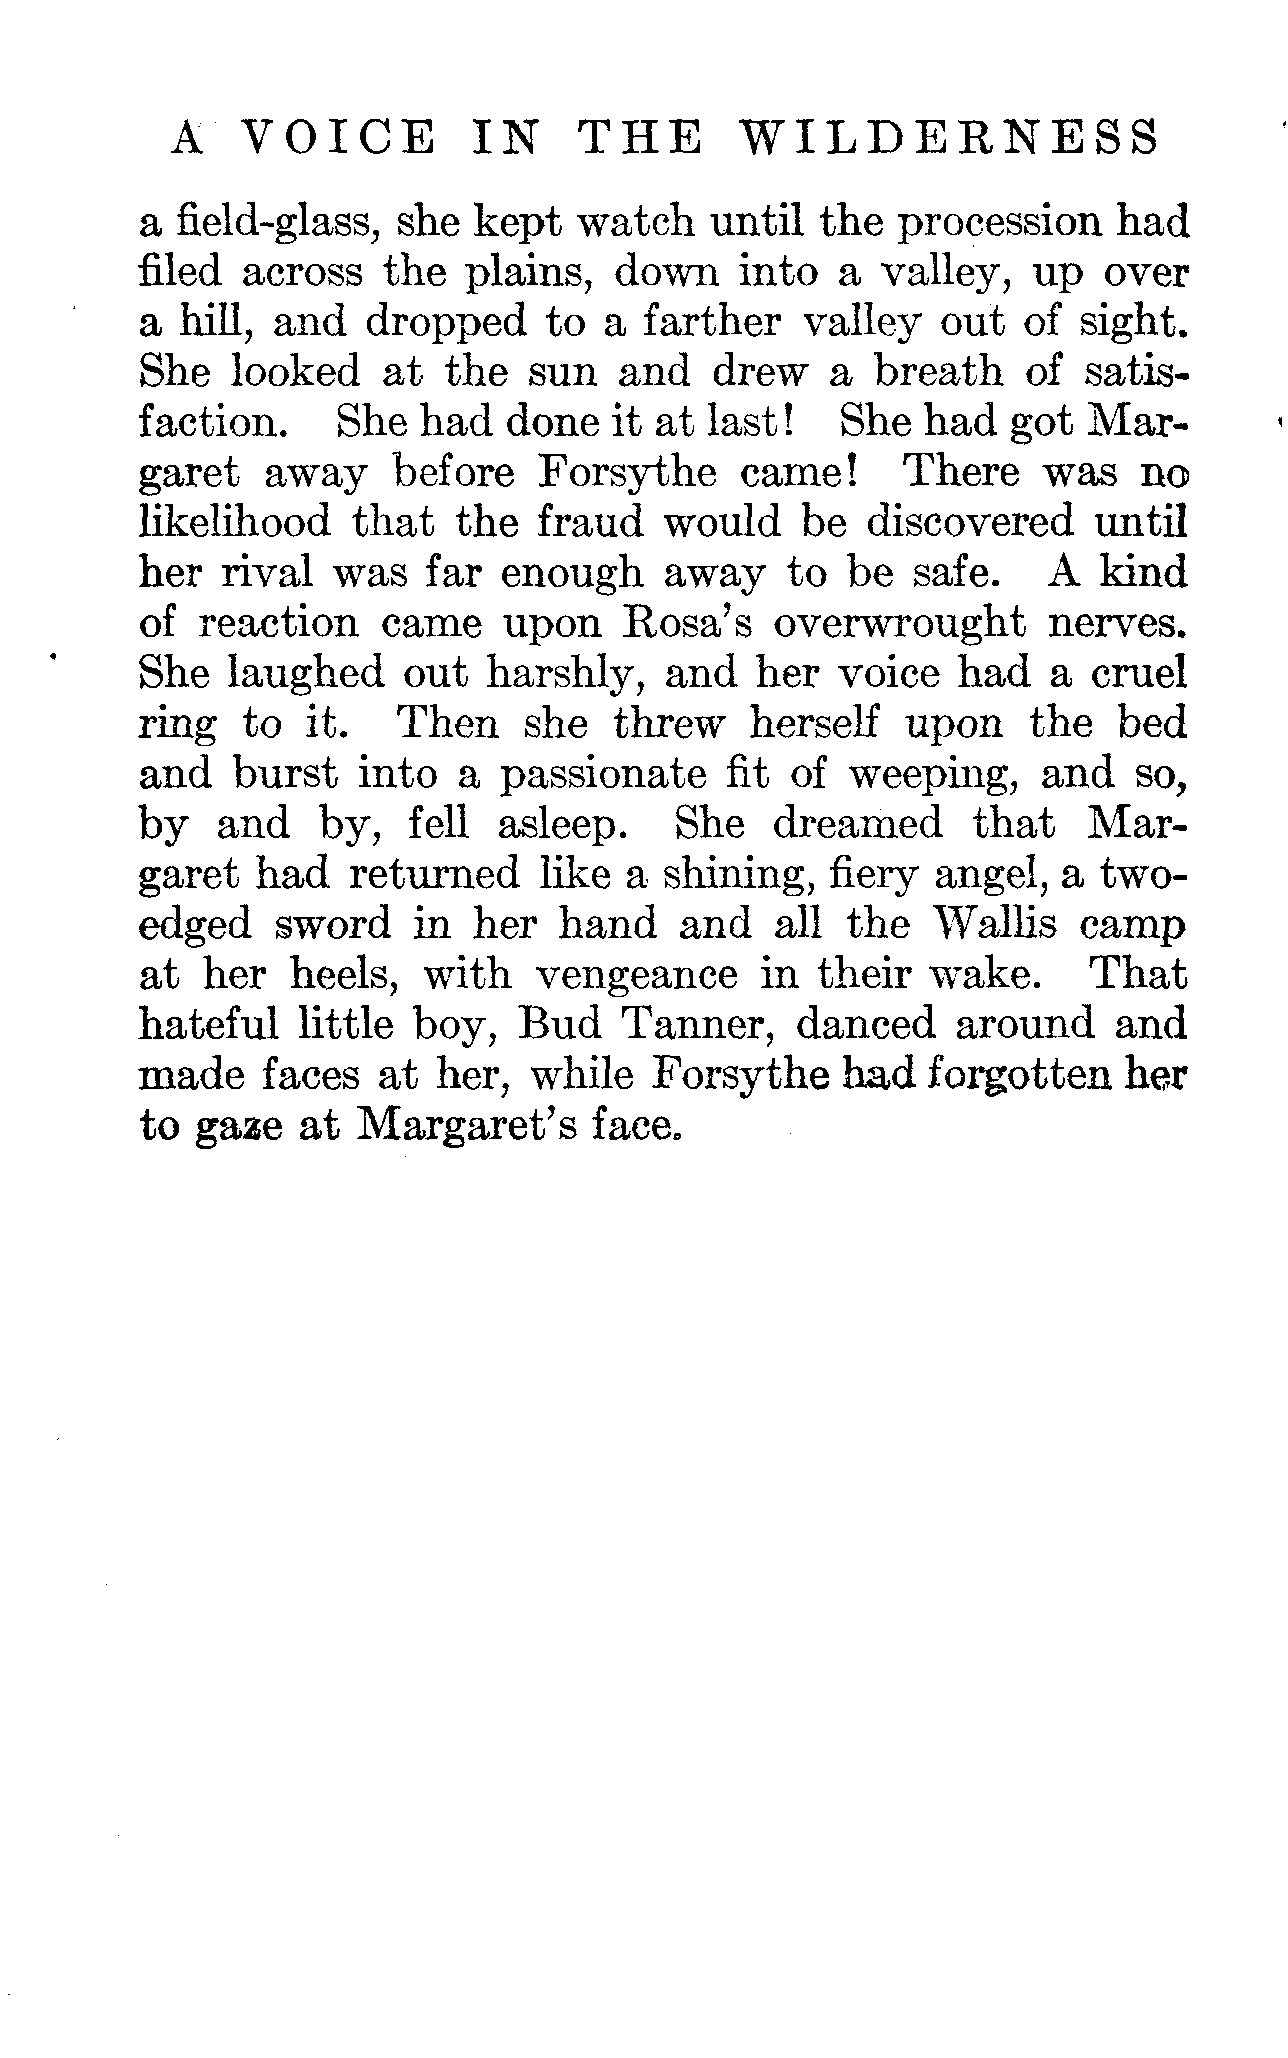 A VOICE IN THE WILDERNESS
a field-glass, she kept watch until the procession had
filed across the plains, down into a valley, up over
a hill, and dropped to a farther valley out of sight.
She looked at the sun and drew a breath of satis-
faction. She had done it at last! She had got Mar-
garet away before Forsythe came! There was no
likelihood that the fraud would be discovered until
her rival was far enough away to be safe. A kind
of reaction came upon Rosa's overwrought nerves.
She laughed out harshly, and her voice had a cruel
ring to it. Then she threw herself upon the bed
and burst into a passionate fit of weeping, and so,
by and by, fell asleep. She dreamed that Mar-
garet had returned like a shining, fiery angel, a two-
edged sword in her hand and all the Wallis camp
at her heels, with vengeance in their wake. That
hateful little boy, Bud Tanner, danced around and
made faces at her, while Forsythe had forgotten her
to gaze at Margaret's face.